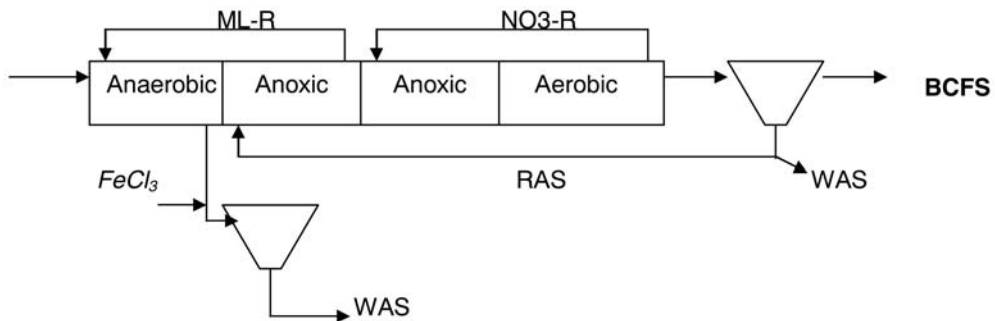 ML-R
NO3-R
Anaerobic
Anoxic
Anoxic
Aerobic
BCFS
FeCl₃
RAS
WAS
WAS